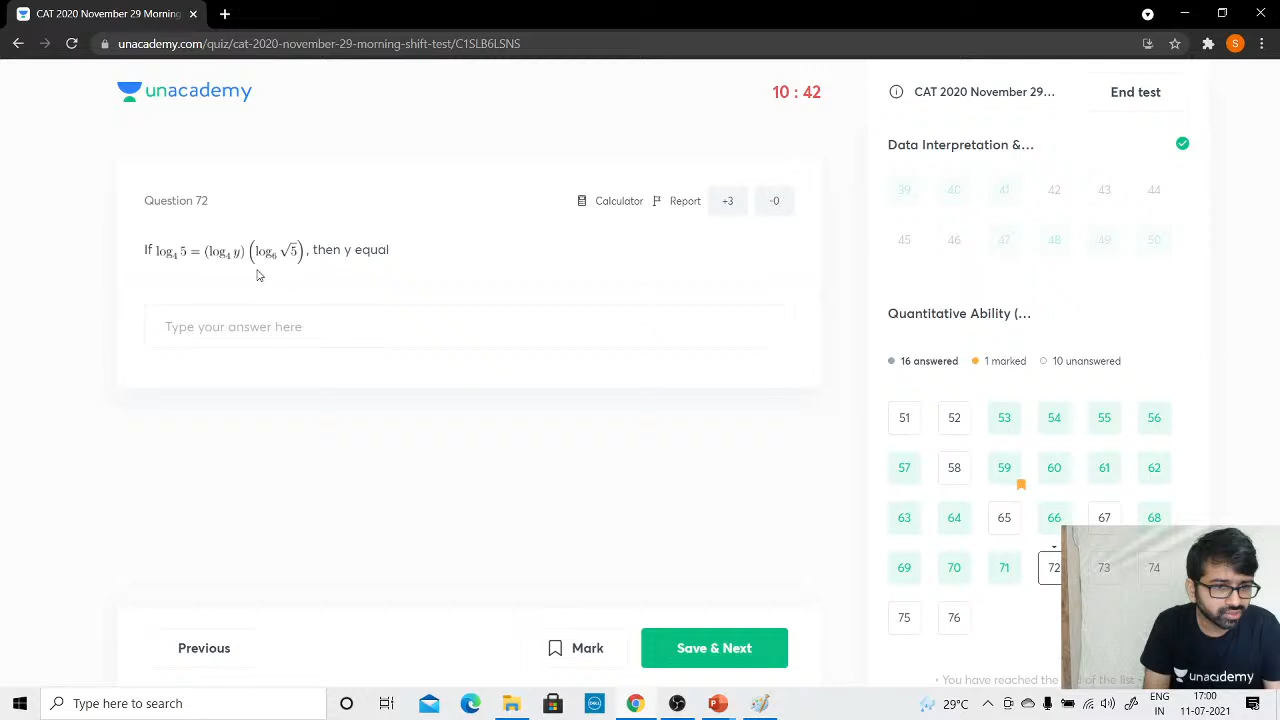 CAT 2020 November 29 Morning
unacademy.com/quiz/cat-2020-november-29-morning-shift-test/C1SLB6LSNS
S
unacademy
10 : 42
CAT 2020 November 29...
End test
Data Interpretation &...
39 40 41 42 43 44
45 46 47 48 49 50
Question 72
Calculator
Report
+3
-0
If log₄ 5 = (log₄ y) (log₆ √5), then y equal
Type your answer here
Quantitative Ability (...
16 answered
1 marked
10 unanswered
51 52 53 54 55 56
57 58 59 60 61 62
63 64 65 66 67 68
69 70 71 72 73 74
75 76
Previous
Mark
Save & Next
• You have reached the
d of the list
unacademy
Type here to search
DELL
29°C
ENG
IN
17:00
11-07-2021